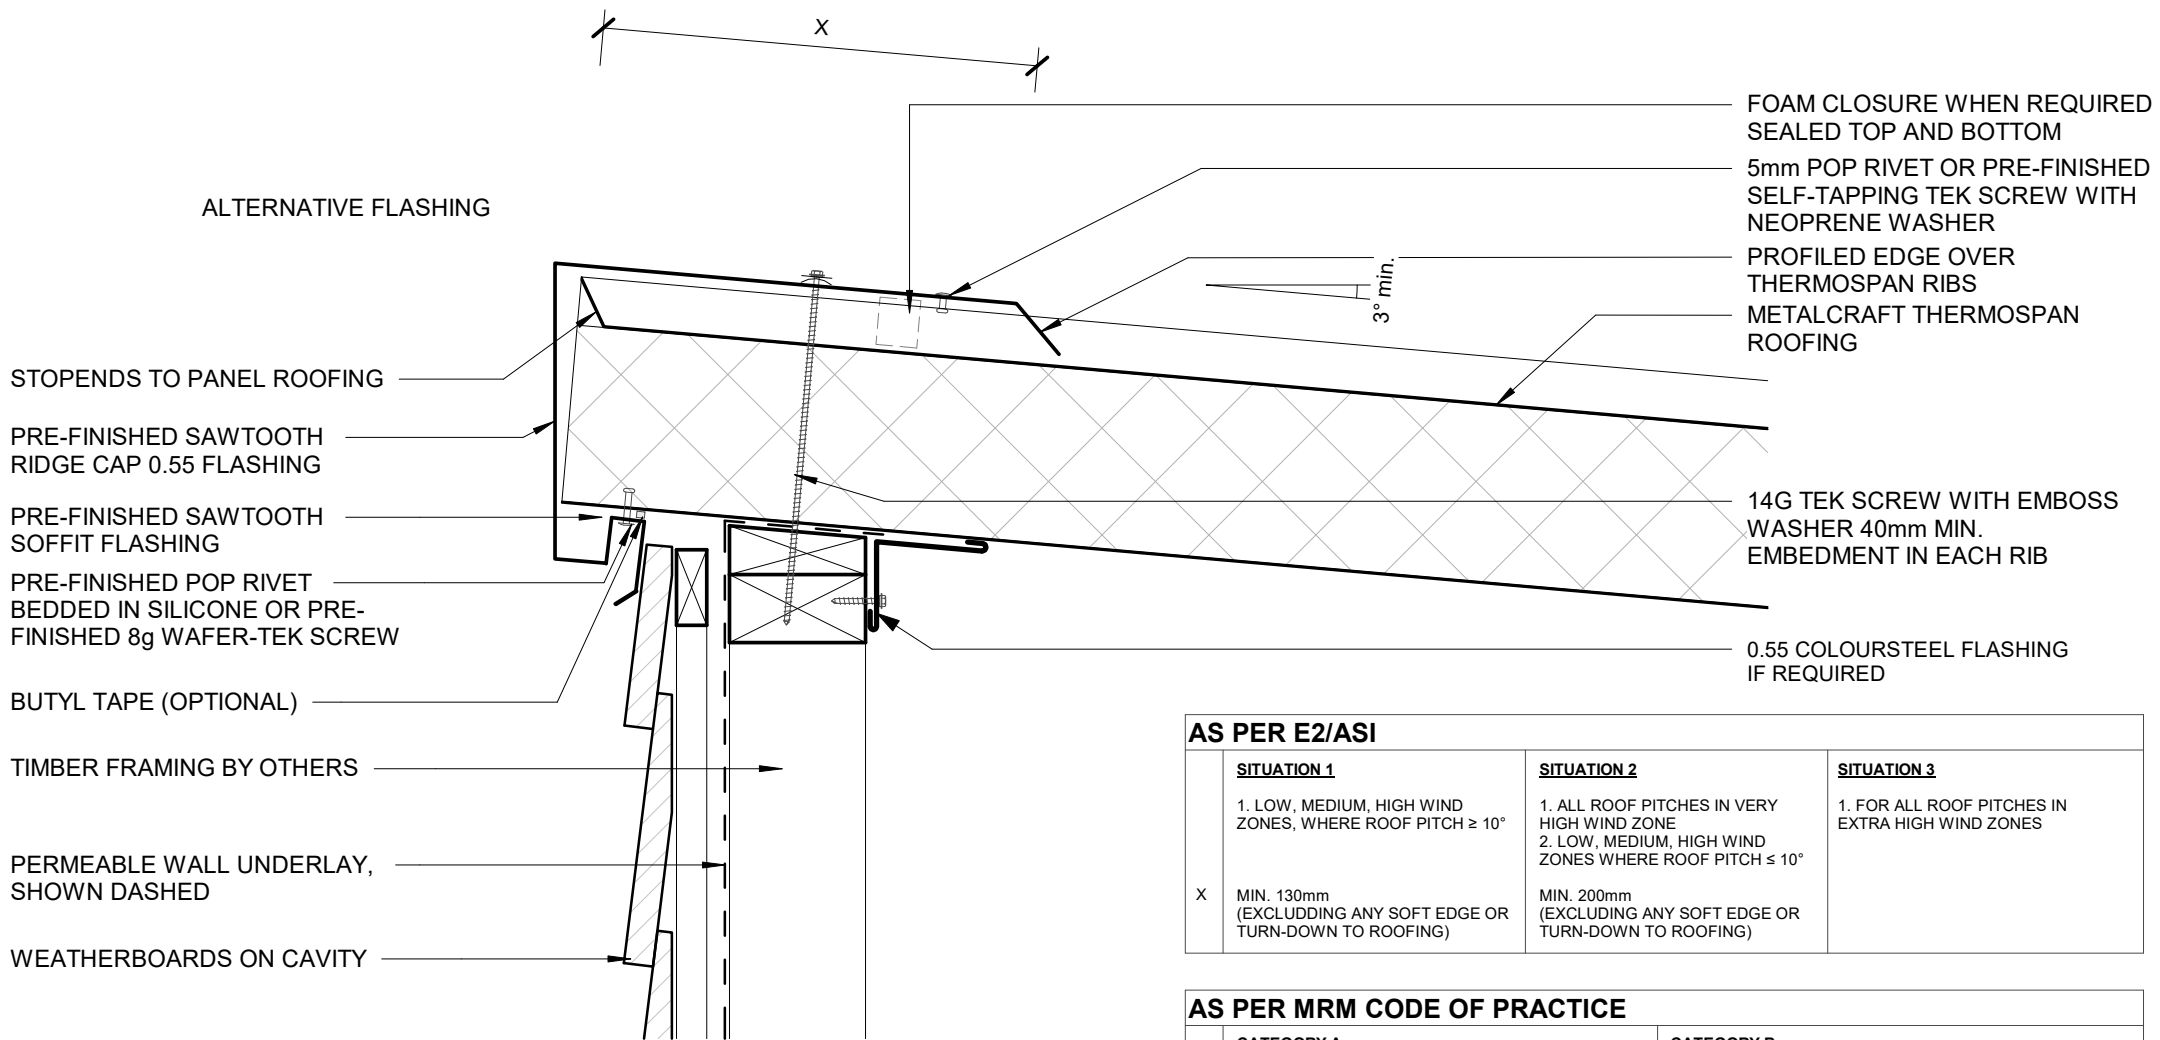 X
FOAM CLOSURE WHEN REQUIRED
SEALED TOP AND BOTTOM
5mm POP RIVET OR PRE-FINISHED
SELF-TAPPING TEK SCREW WITH
NEOPRENE WASHER
PROFILED EDGE OVER
THERMOSPAN RIBS
METALCRAFT THERMOSPAN
ROOFING
3° min.
ALTERNATIVE FLASHING
STOPENDS TO PANEL ROOFING
PRE-FINISHED SAWTOOTH
RIDGE CAP 0.55 FLASHING
PRE-FINISHED SAWTOOTH
SOFFIT FLASHING
PRE-FINISHED POP RIVET
BEDDED IN SILICONE OR PRE-
FINISHED 8g WAFER-TEK SCREW
BUTYL TAPE (OPTIONAL)
TIMBER FRAMING BY OTHERS
PERMEABLE WALL UNDERLAY,
SHOWN DASHED
WEATHERBOARDS ON CAVITY
14G TEK SCREW WITH EMBOSS
WASHER 40mm MIN.
EMBEDMENT IN EACH RIB
0.55 COLOURSTEEL FLASHING
IF REQUIRED
AS PER E2/ASI
SITUATION 1
1. LOW, MEDIUM, HIGH WIND
ZONES, WHERE ROOF PITCH ≥ 10°
SITUATION 2
1. ALL ROOF PITCHES IN VERY
HIGH WIND ZONE
2. LOW, MEDIUM, HIGH WIND
ZONES WHERE ROOF PITCH ≤ 10°
SITUATION 3
1. FOR ALL ROOF PITCHES IN
EXTRA HIGH WIND ZONES
X
MIN. 130mm
(EXCLUDDING ANY SOFT EDGE OR
TURN-DOWN TO ROOFING)
MIN. 200mm
(EXCLUDING ANY SOFT EDGE OR
TURN-DOWN TO ROOFING)
AS PER MRM CODE OF PRACTICE
CATEGORY A
CATEGORY B